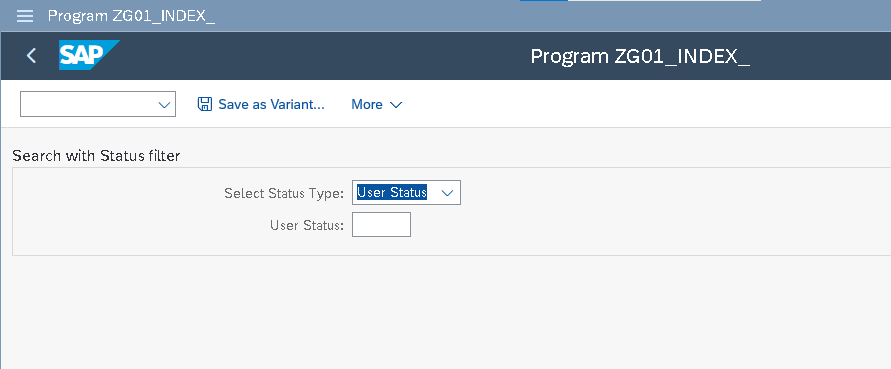 Program ZG01_INDEX_
SAP Program ZG01_INDEX_
Save as Variant... More
Search with Status filter
Select Status Type: User Status
User Status: